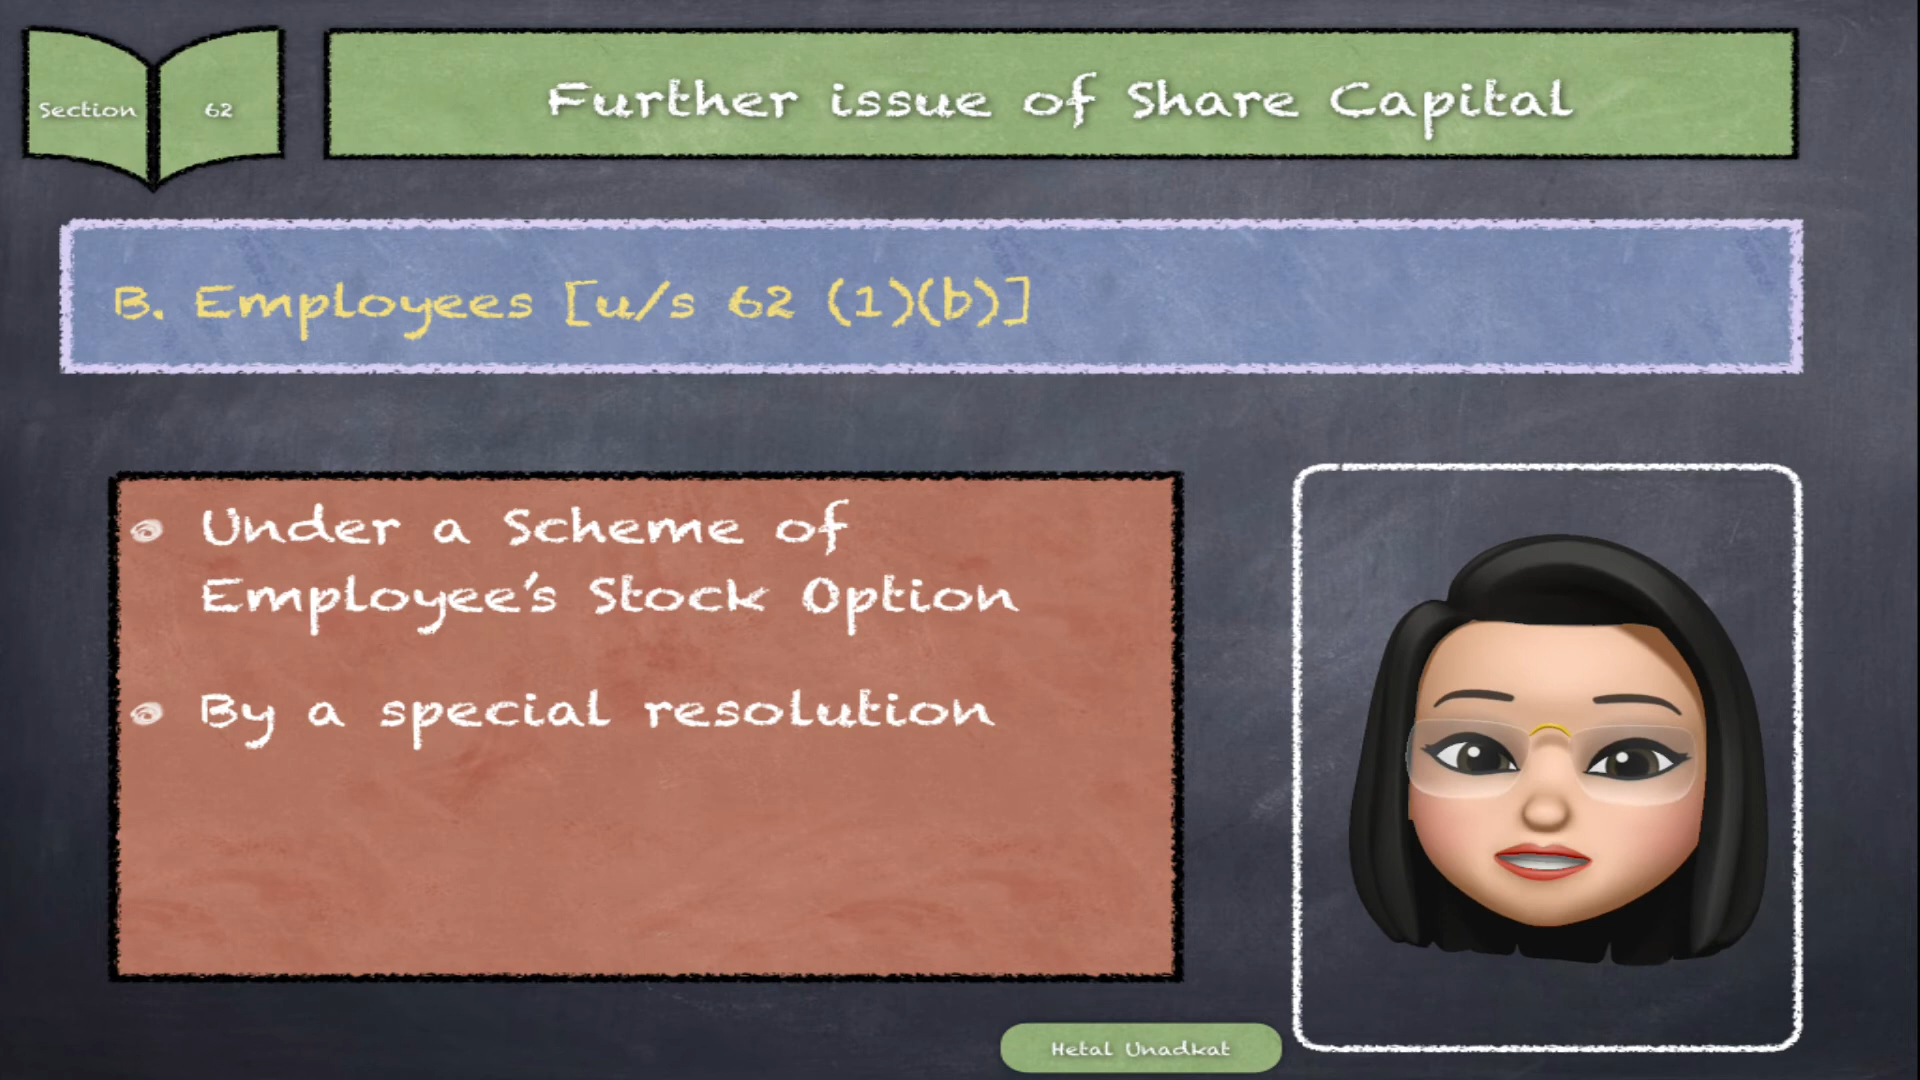 Section 62
Further issue of Share Capital
B. Employees [u/s 62 (1)(b)]
Under a Scheme of
Employee's Stock Option
By a special resolution
Hetal Unadkat